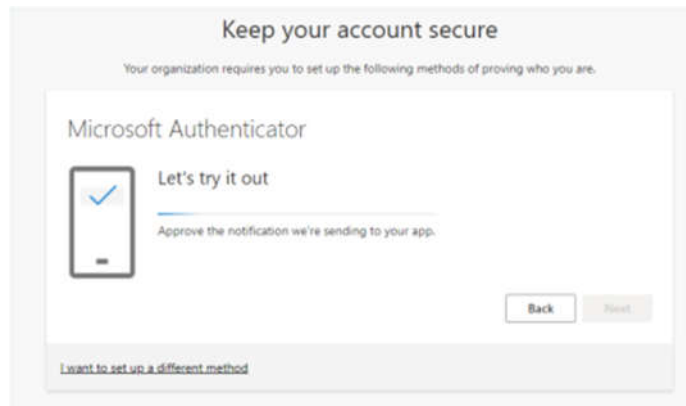 Keep your account secure
Your organization requires you to set up the following methods of proving who you are.
Microsoft Authenticator
Let's try it out
Approve the notification we're sending to your app.
Back
Next
I want to set up a different method